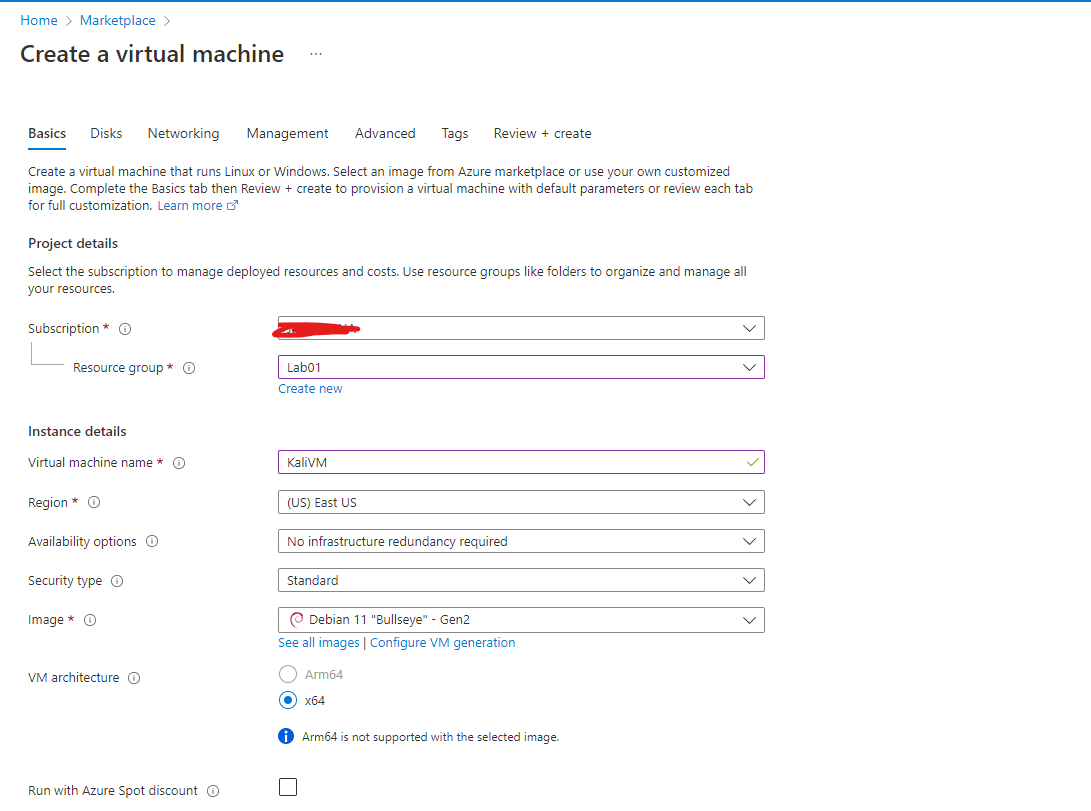 Home > Marketplace >
Create a virtual machine ...
Basics Disks Networking Management Advanced Tags Review + create
Create a virtual machine that runs Linux or Windows. Select an image from Azure marketplace or use your own customized
image. Complete the Basics tab then Review + create to provision a virtual machine with default parameters or review each tab
for full customization. Learn more
Project details
Select the subscription to manage deployed resources and costs. Use resource groups like folders to organize and manage all
your resources.
Subscription *
Resource group * Lab01
Create new
Instance details
Virtual machine name * KaliVM
Region * (US) East US
Availability options No infrastructure redundancy required
Security type Standard
Image * Debian 11 "Bullseye" - Gen2
See all images | Configure VM generation
VM architecture Arm64
x64
Arm64 is not supported with the selected image.
Run with Azure Spot discount